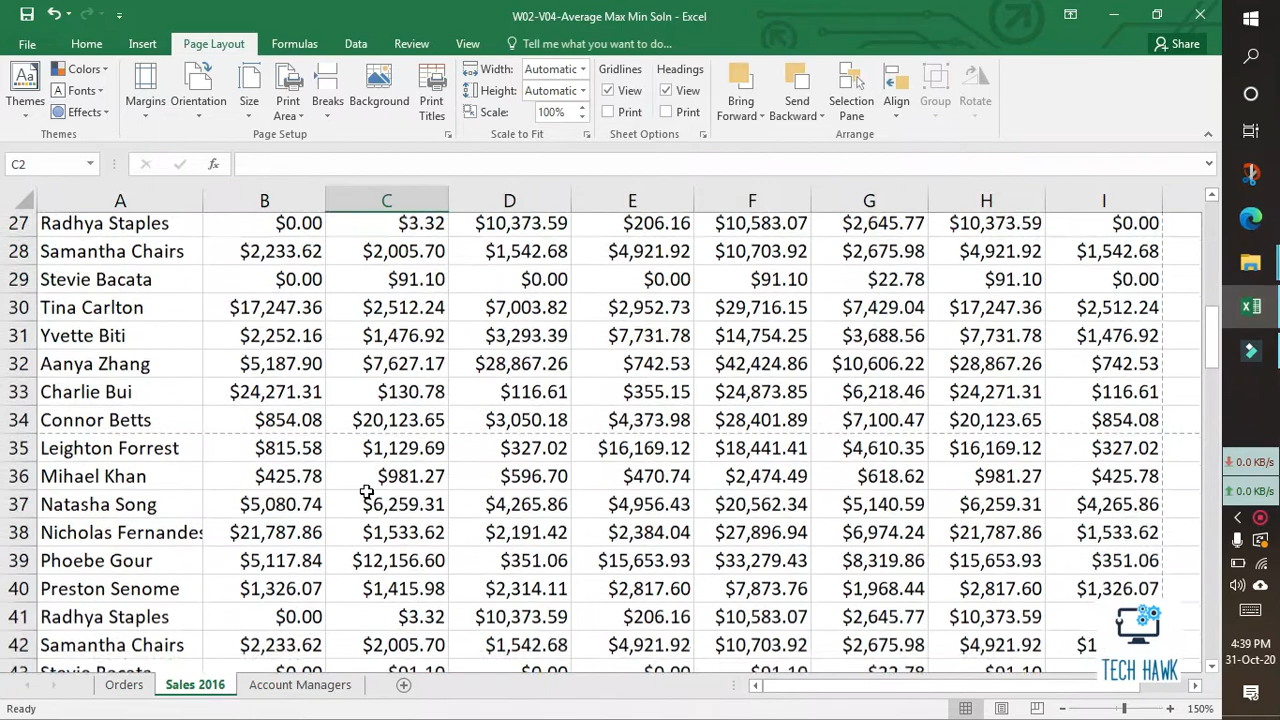 W02-V04-Average Max Min Soln - Excel
File Home Insert Page Layout Formulas Data Review View Tell me what you want to do... Share
Colors Width: Automatic Gridlines Headings
Aa Fonts Height: Automatic View View
Themes Effects Margins Orientation Size Print Area Breaks Background Print Titles Scale: 100% Print Print Bring Forward Send Backward Selection Pane Align Group Rotate
Themes Page Setup Scale to Fit Sheet Options Arrange
C2 fx
A B C D E F G H I
27 Radhya Staples $0.00 $3.32 $10,373.59 $206.16 $10,583.07 $2,645.77 $10,373.59 $0.00
28 Samantha Chairs $2,233.62 $2,005.70 $1,542.68 $4,921.92 $10,703.92 $2,675.98 $4,921.92 $1,542.68
29 Stevie Bacata $0.00 $91.10 $0.00 $0.00 $91.10 $22.78 $91.10 $0.00
30 Tina Carlton $17,247.36 $2,512.24 $7,003.82 $2,952.73 $29,716.15 $7,429.04 $17,247.36 $2,512.24
31 Yvette Biti $2,252.16 $1,476.92 $3,293.39 $7,731.78 $14,754.25 $3,688.56 $7,731.78 $1,476.92
32 Aanya Zhang $5,187.90 $7,627.17 $28,867.26 $742.53 $42,424.86 $10,606.22 $28,867.26 $742.53
33 Charlie Bui $24,271.31 $130.78 $116.61 $355.15 $24,873.85 $6,218.46 $24,271.31 $116.61
34 Connor Betts $854.08 $20,123.65 $3,050.18 $4,373.98 $28,401.89 $7,100.47 $20,123.65 $854.08
35 Leighton Forrest $815.58 $1,129.69 $327.02 $16,169.12 $18,441.41 $4,610.35 $16,169.12 $327.02
36 Mihael Khan $425.78 $981.27 $596.70 $470.74 $2,474.49 $618.62 $981.27 $425.78
37 Natasha Song $5,080.74 $6,259.31 $4,265.86 $4,956.43 $20,562.34 $5,140.59 $6,259.31 $4,265.86
38 Nicholas Fernandes $21,787.86 $1,533.62 $2,191.42 $2,384.04 $27,896.94 $6,974.24 $21,787.86 $1,533.62
39 Phoebe Gour $5,117.84 $12,156.60 $351.06 $15,653.93 $33,279.43 $8,319.86 $15,653.93 $351.06
40 Preston Senome $1,326.07 $1,415.98 $2,314.11 $2,817.60 $7,873.76 $1,968.44 $2,817.60 $1,326.07
41 Radhya Staples $0.00 $3.32 $10,373.59 $206.16 $10,583.07 $2,645.77 $10,373.59
42 Samantha Chairs $2,233.62 $2,005.70 $1,542.68 $4,921.92 $10,703.92 $2,675.98 $4,921.92 $1
TECH HAWK
Orders Sales 2016 Account Managers
Ready 150%
0.0 KB/s
0.0 KB/s
4:39 PM
31-Oct-20